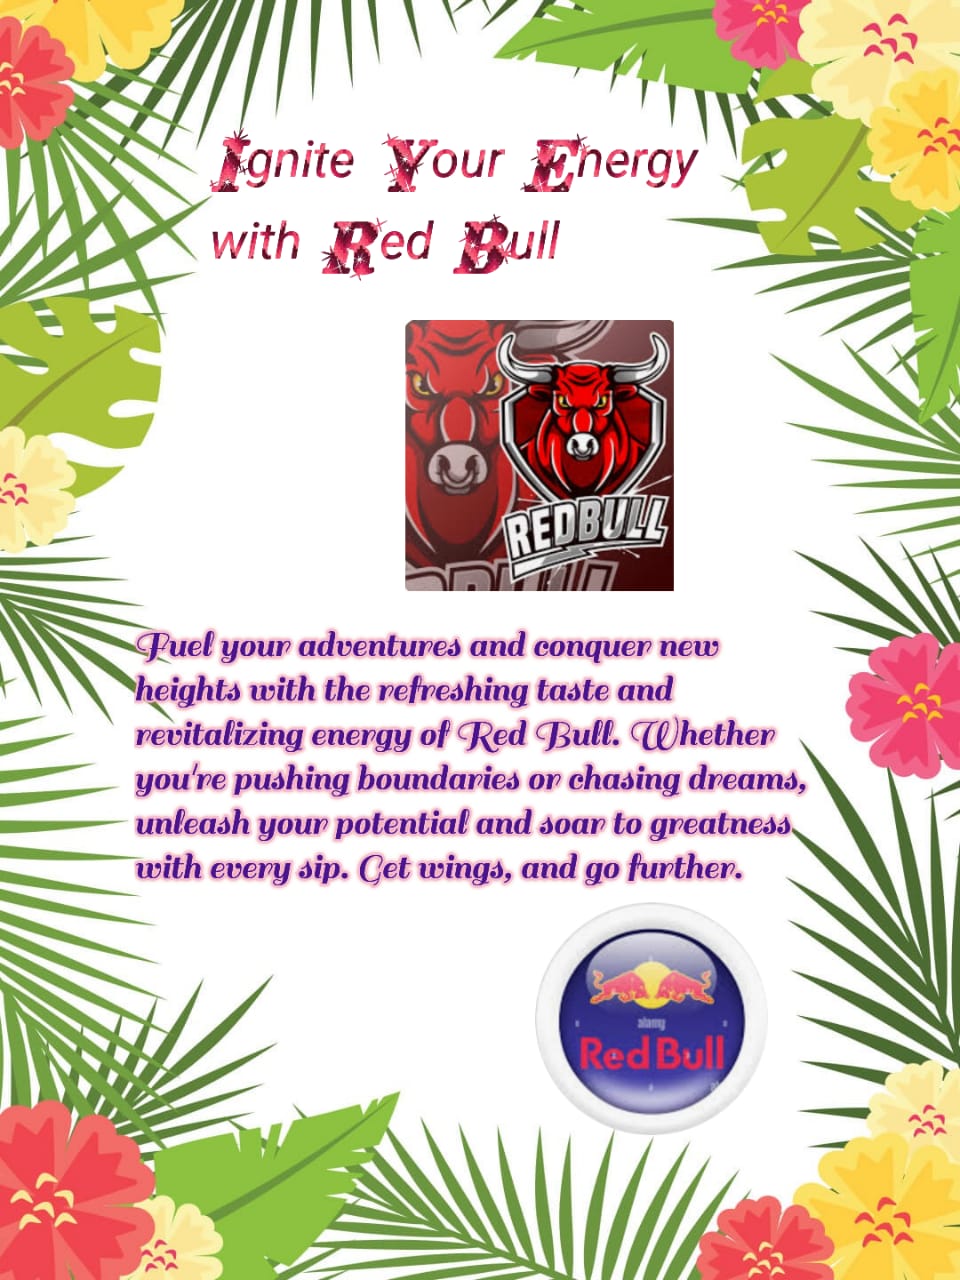 Ignite Your Energy
with Red Bull
REDBULL
Fuel your adventures and conquer new
heights with the refreshing taste and
revitalizing energy of Red Bull. Whether
you're pushing boundaries or chasing dreams,
unleash your potential and soar to greatness
with every sip. Get wings, and go further.
alamy
Red Bull